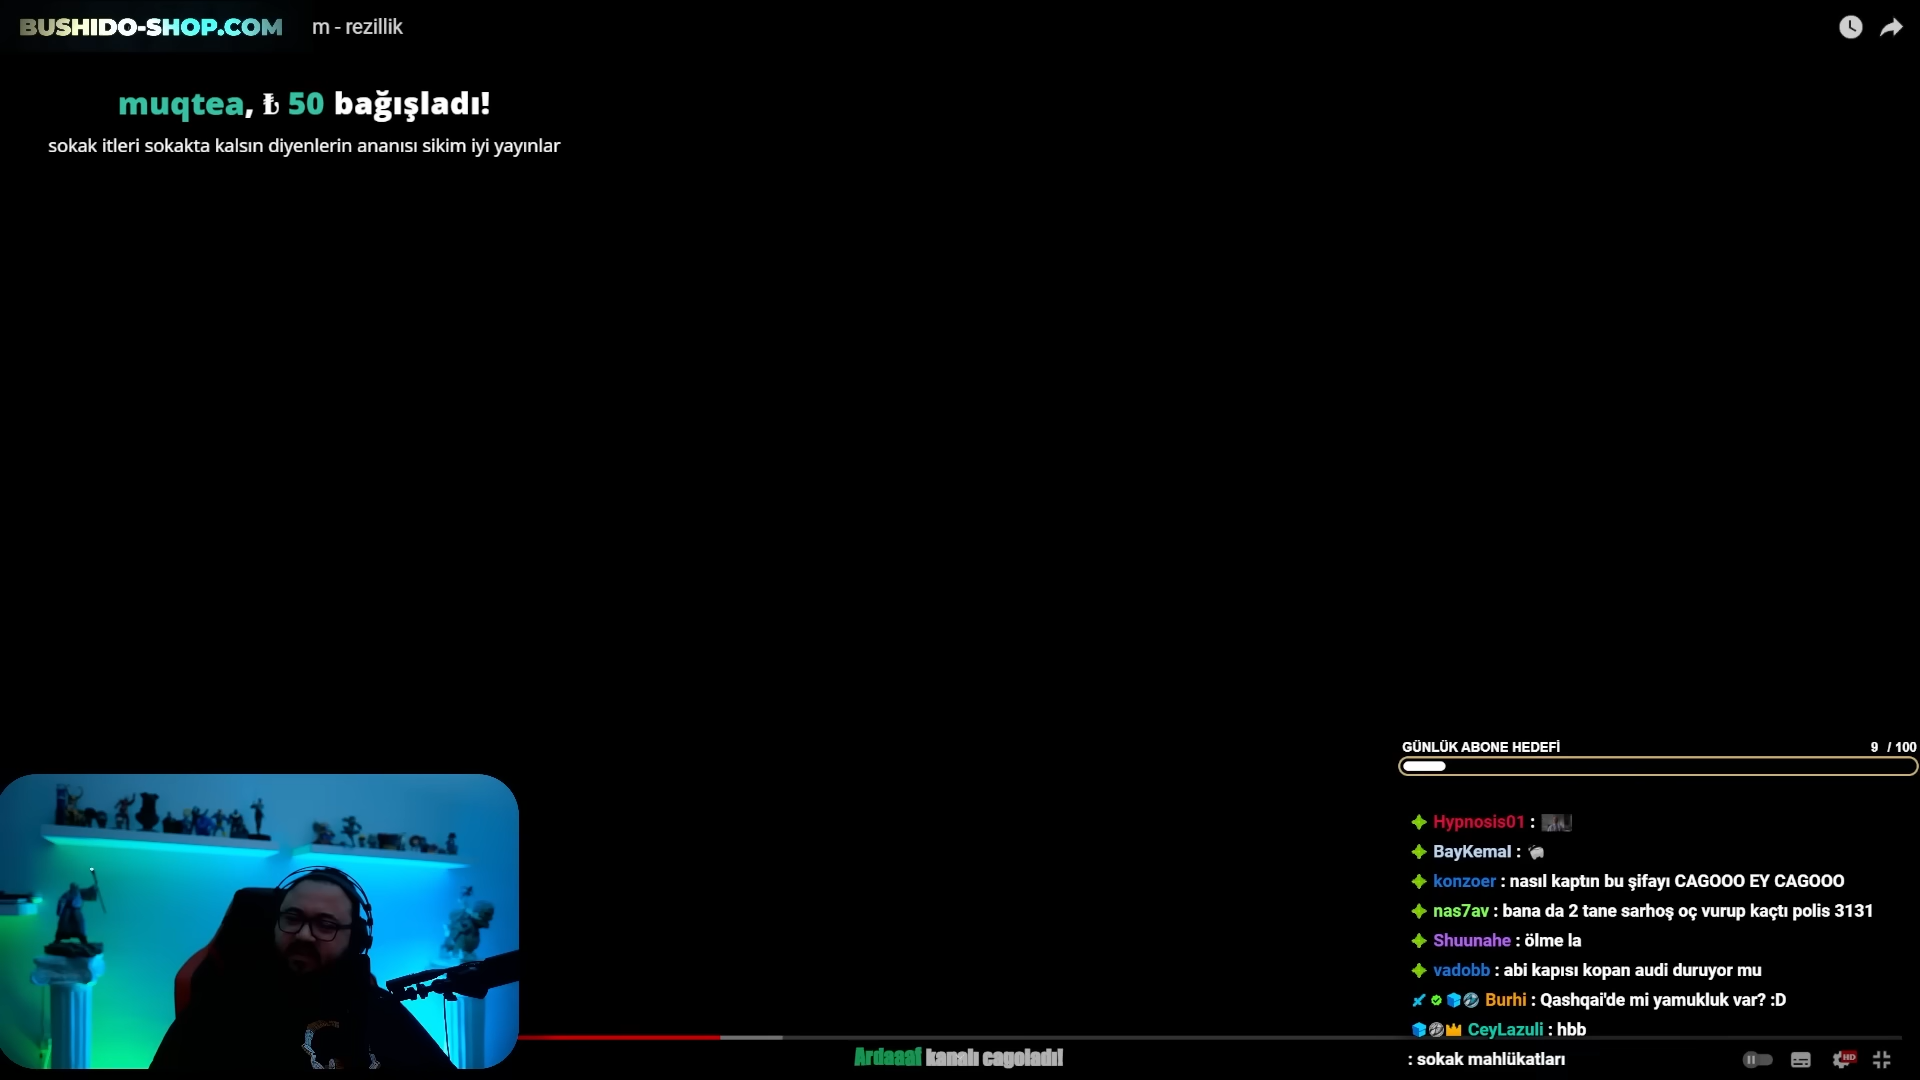 BUSHIDO-SHOP.COM
m - rezillik
muqtea, ₺ 50 bağışladı!
sokak itleri sokakta kalsın diyenlerin ananısı sikim iyi yayınlar
GÜNLÜK ABONE HEDEFİ 9 / 100
Hypnosis01 :
BayKemal :
konzoer : nasıl kaptın bu şifayı CAGOOO EY CAGOOO
nas7av : bana da 2 tane sarhoş oç vurup kaçtı polis 3131
Shuunahe : ölme la
vadobb : abi kapısı kopan audi duruyor mu
Burhi : Qashqai'de mi yamukluk var? :D
CeyLazuli : hbb
: sokak mahlükatları
Ardaaaf kanalı cagoladı!
HD